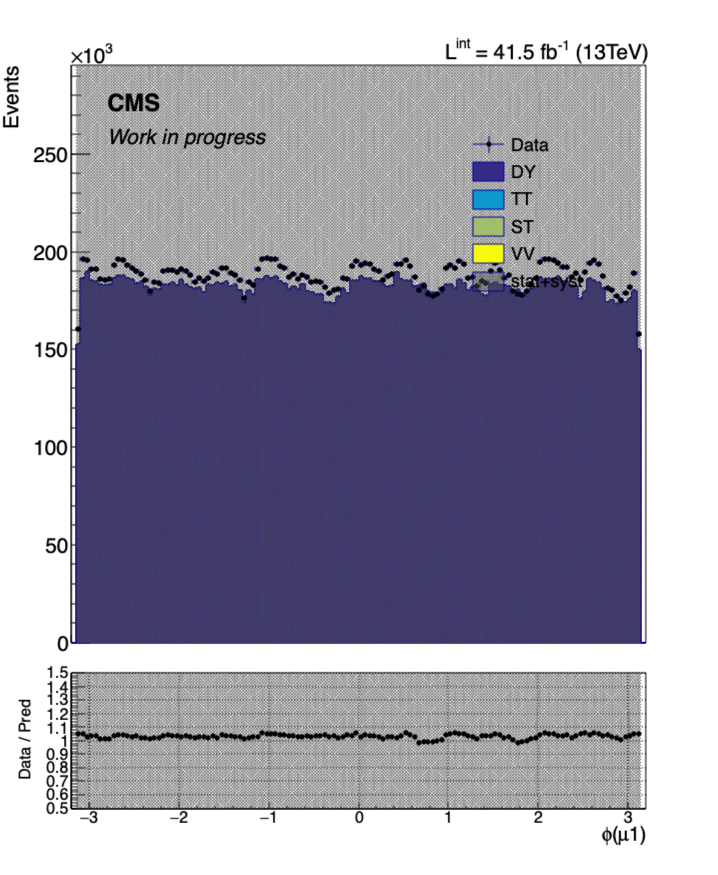 ×10³
L^int = 41.5 fb⁻¹ (13TeV)
Events
CMS
Work in progress
Data
DY
TT
ST
VV
stat+syst
250
200
150
100
50
0
Data / Pred
1.5
1.4
1.3
1.2
1.1
1
0.9
0.8
0.7
0.6
0.5
−3 −2 −1 0 1 2 3
ϕ(μ1)